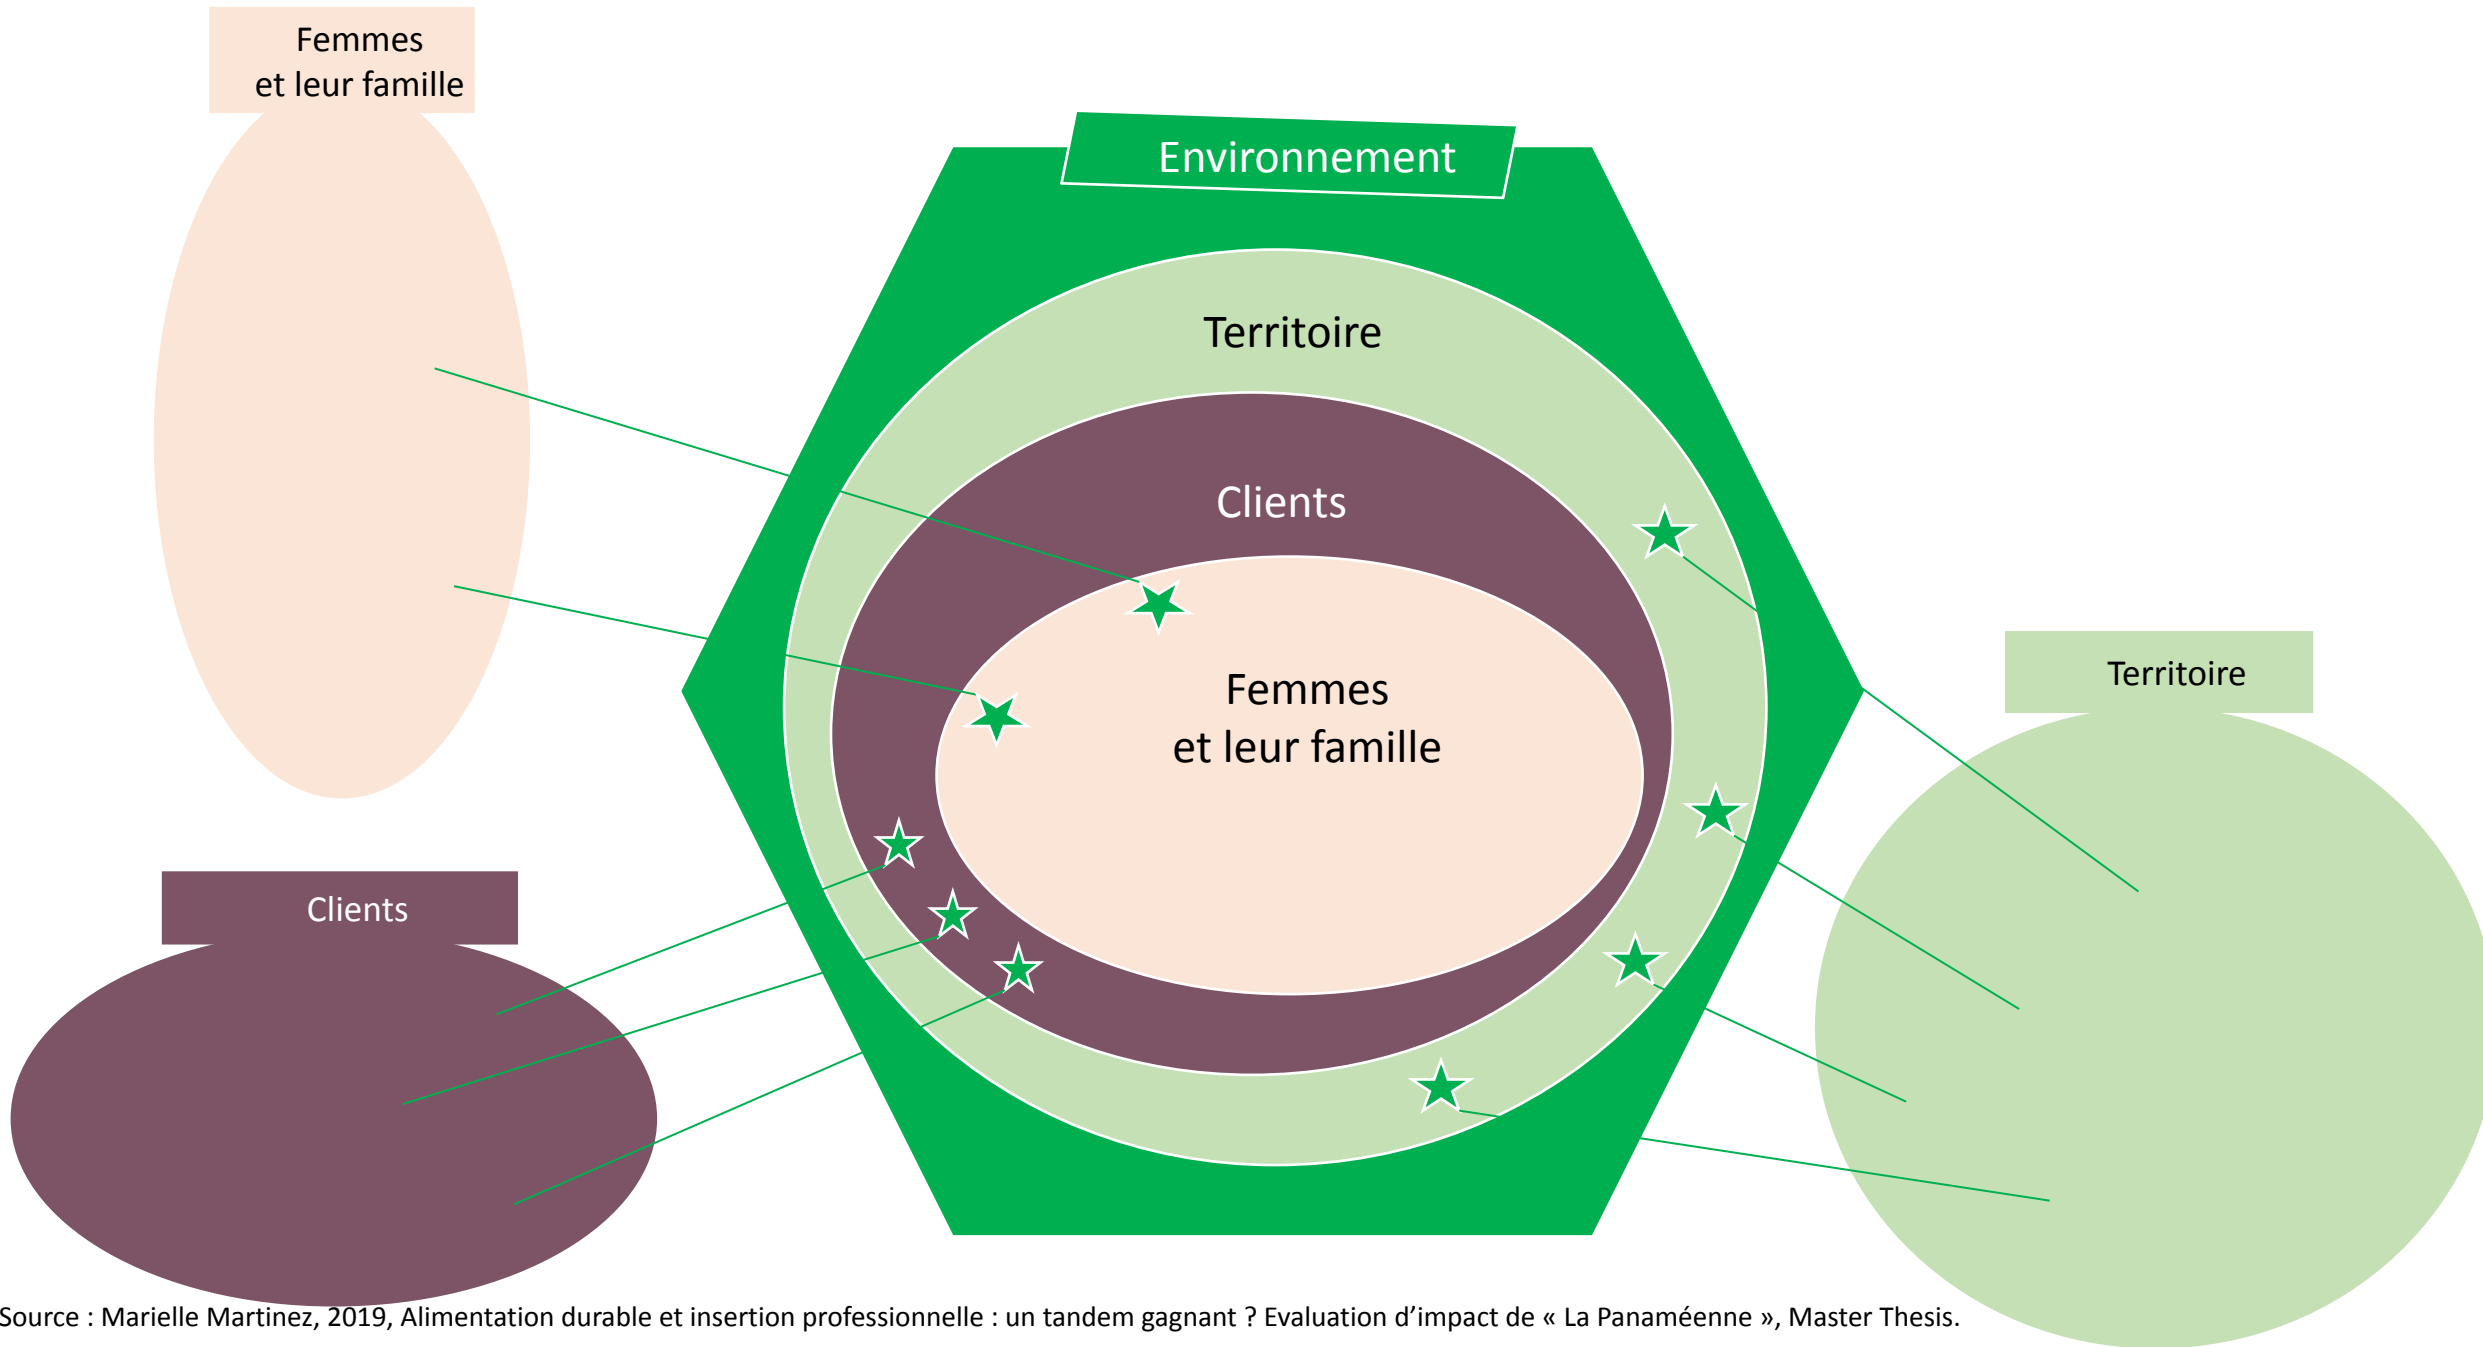 Femmes
et leur famille
Environnement
Territoire
Clients
Femmes
et leur famille
Territoire
Clients
Source : Marielle Martinez, 2019, Alimentation durable et insertion professionnelle : un tandem gagnant ? Evaluation d’impact de « La Panaméenne », Master Thesis.